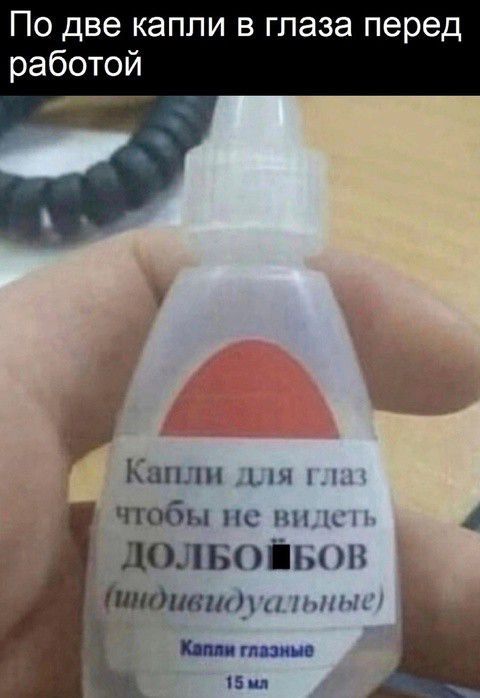 По две капли в глаза перед
работой
Капли для глаз
чтобы не видеть
ДОЛБО█БОВ
(индивидуальные)
Капли глазные
15 мл